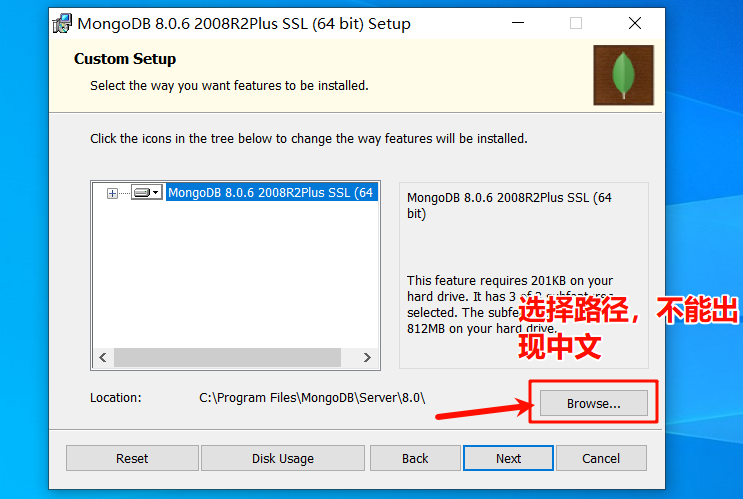 MongoDB 8.0.6 2008R2Plus SSL (64 bit) Setup
Custom Setup
Select the way you want features to be installed.
Click the icons in the tree below to change the way features will be installed.
MongoDB 8.0.6 2008R2Plus SSL (64
MongoDB 8.0.6 2008R2Plus SSL (64
bit)
This feature requires 201KB on your
hard drive. It has 3 of
selected. The
812MB on your hard drive.
选择路径，不能出
现中文
Location:
C:\Program Files\MongoDB\Server\8.0\
Browse...
Reset
Disk Usage
Back
Next
Cancel